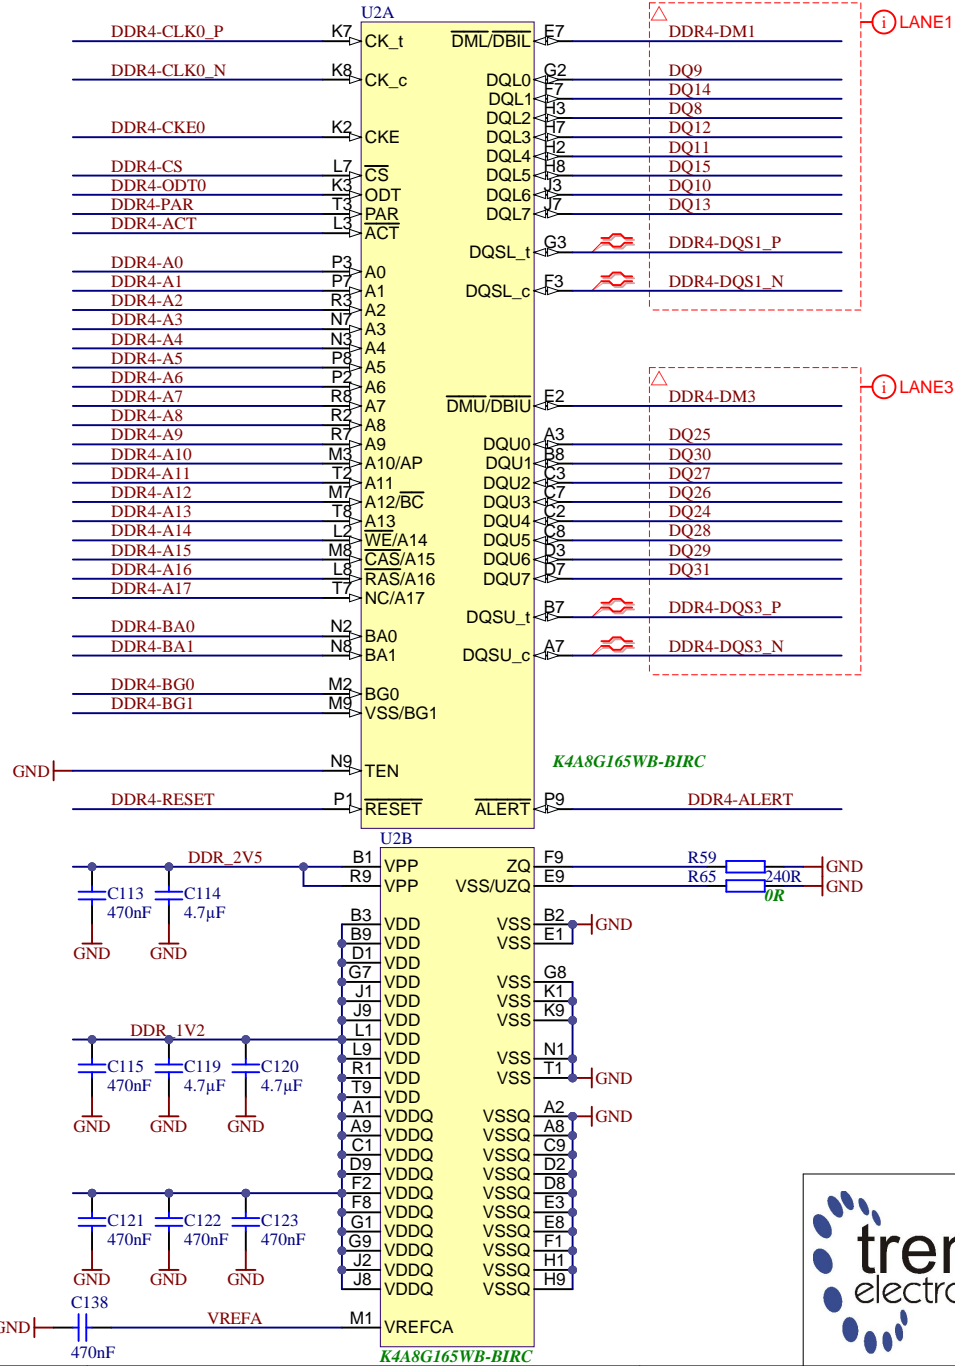 U2A
DDR4-CLK0_P K7 CK_t DML/DBIL E7 DDR4-DM1 LANE1
DDR4-CLK0_N K8 CK_c DQL0 G2 DQ9
DQL1 F7 DQ14
DQL2 H3 DQ8
DDR4-CKE0 K2 CKE DQL3 H7 DQ12
DQL4 H2 DQ11
DDR4-CS L7 CS DQL5 H8 DQ15
DDR4-ODT0 K3 ODT DQL6 J3 DQ10
DDR4-PAR T3 PAR DQL7 J7 DQ13
DDR4-ACT L3 ACT
DQSL_t G3 DDR4-DQS1_P
DDR4-A0 P3 A0
DDR4-A1 P7 A1 DQSL_c F3 DDR4-DQS1_N
DDR4-A2 R3 A2
DDR4-A3 N7 A3
DDR4-A4 N3 A4
DDR4-A5 P8 A5
DDR4-A6 P2 A6
DDR4-A7 R8 A7 DMU/DBIU E2 DDR4-DM3 LANE3
DDR4-A8 R2 A8
DDR4-A9 R7 A9 DQU0 A3 DQ25
DDR4-A10 M3 A10/AP DQU1 B8 DQ30
DDR4-A11 T2 A11 DQU2 C3 DQ27
DDR4-A12 M7 A12/BC DQU3 C7 DQ26
DDR4-A13 T8 A13 DQU4 C2 DQ24
DDR4-A14 L2 WE/A14 DQU5 C8 DQ28
DDR4-A15 M8 CAS/A15 DQU6 D3 DQ29
DDR4-A16 L8 RAS/A16 DQU7 D7 DQ31
DDR4-A17 T7 NC/A17
DQSU_t B7 DDR4-DQS3_P
DDR4-BA0 N2 BA0
DDR4-BA1 N8 BA1 DQSU_c A7 DDR4-DQS3_N
DDR4-BG0 M2 BG0
DDR4-BG1 M9 VSS/BG1
GND N9 TEN K4A8G165WB-BIRC
DDR4-RESET P1 RESET ALERT P9 DDR4-ALERT
U2B
DDR_2V5 B1 VPP ZQ F9 R59 240R GND
R9 VPP VSS/UZQ E9 R65 0R GND
C113 470nF GND
C114 4.7µF GND
B3 VDD VSS B2 GND
B9 VDD VSS E1
D1 VDD
G7 VDD VSS G8
J1 VDD VSS K1
J9 VDD VSS K9
DDR_1V2 L1 VDD
L9 VDD VSS N1
R1 VDD VSS T1 GND
T9 VDD
C115 470nF GND
C119 4.7µF GND
C120 4.7µF GND
A1 VDDQ VSSQ A2 GND
A9 VDDQ VSSQ A8
C1 VDDQ VSSQ C9
D9 VDDQ VSSQ D2
F2 VDDQ VSSQ D8
F8 VDDQ VSSQ E3
G1 VDDQ VSSQ E8
G9 VDDQ VSSQ F1
J2 VDDQ VSSQ H1
J8 VDDQ VSSQ H9
C121 470nF GND
C122 470nF GND
C123 470nF GND
C138
GND VREFA M1 VREFCA
470nF
K4A8G165WB-BIRC